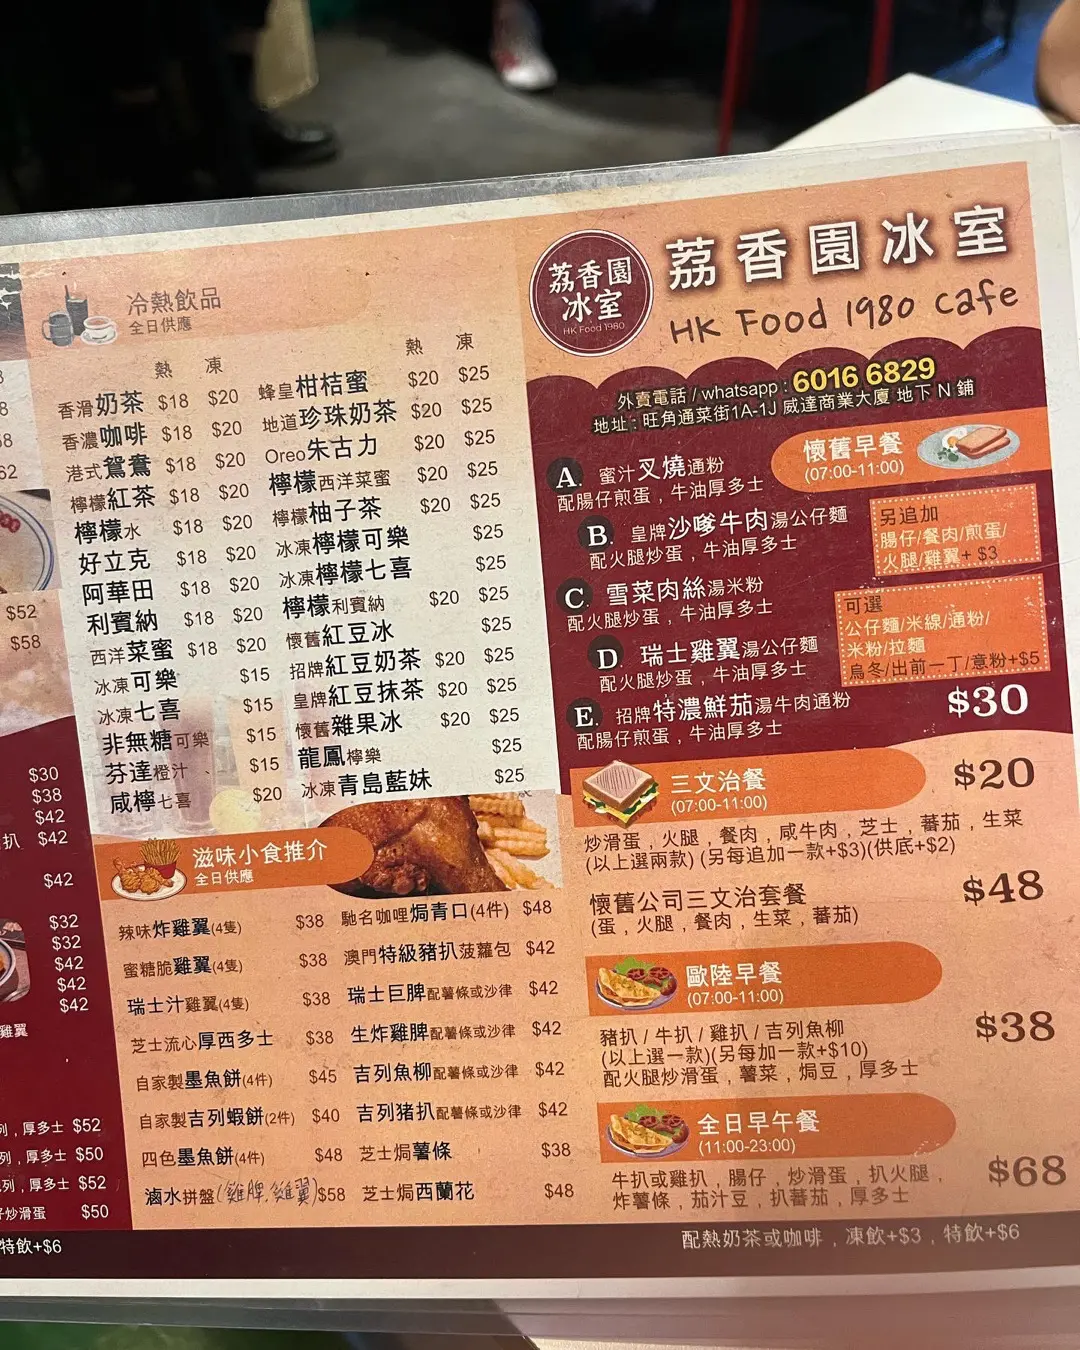 荔香園冰室
HK Food 1980 Cafe
荔香園
冰室
HK Food 1980
外賣電話 / whatsapp : 6016 6829
地址 : 旺角通菜街1A-1J 威達商業大廈 地下 N 鋪
懷舊早餐
(07:00-11:00)
A. 蜜汁叉燒通粉
配腸仔煎蛋 , 牛油厚多士
B. 皇牌沙嗲牛肉湯公仔麵
配火腿炒蛋 , 牛油厚多士
C. 雪菜肉絲湯米粉
配火腿炒蛋 , 牛油厚多士
D. 瑞士雞翼湯公仔麵
配火腿炒蛋 , 牛油厚多士
E. 招牌特濃鮮茄湯牛肉通粉
配腸仔煎蛋 , 牛油厚多士
另追加
腸仔/餐肉/煎蛋/
火腿/雞翼+ $3
可選
公仔麵/米線/通粉/
米粉/拉麵
烏冬/出前一丁/意粉+$5
$30
三文治餐 $20
(07:00-11:00)
炒滑蛋 , 火腿 , 餐肉 , 咸牛肉 , 芝士 , 蕃茄 , 生菜
(以上選兩款) (另每追加一款+$3)(供底+$2)
懷舊公司三文治套餐 $48
(蛋 , 火腿 , 餐肉 , 生菜 , 蕃茄)
歐陸早餐
(07:00-11:00)
豬扒 / 牛扒 / 雞扒 / 吉列魚柳 $38
(以上選一款)(另每加一款+$10)
配火腿炒滑蛋 , 薯菜 , 焗豆 , 厚多士
全日早午餐
(11:00-23:00)
牛扒或雞扒 , 腸仔 , 炒滑蛋 , 扒火腿 , $68
炸薯條 , 茄汁豆 , 扒蕃茄 , 厚多士
配熱奶茶或咖啡 , 凍飲+$3 , 特飲+$6
冷熱飲品
全日供應
熱 凍
香滑奶茶 $18 $20
香濃咖啡 $18 $20
港式鴛鴦 $18 $20
檸檬紅茶 $18 $20
檸檬水 $18 $20
好立克 $18 $20
阿華田 $18 $20
利賓納 $18 $20
西洋菜蜜 $18 $20
冰凍可樂 $15
冰凍七喜 $15
非無糖可樂 $15
芬達橙汁 $15
咸檸七喜 $20
熱 凍
蜂皇柑桔蜜 $20 $25
地道珍珠奶茶 $20 $25
Oreo朱古力 $20 $25
檸檬西洋菜蜜 $20 $25
檸檬柚子茶 $20 $25
冰凍檸檬可樂 $25
冰凍檸檬七喜 $25
檸檬利賓納 $20 $25
懷舊紅豆冰 $25
招牌紅豆奶茶 $20 $25
皇牌紅豆抹茶 $20 $25
懷舊雜果冰 $20 $25
龍鳳檸樂 $25
冰凍青島藍妹 $25
滋味小食推介
全日供應
辣味炸雞翼(4隻) $38
蜜糖脆雞翼(4隻) $38
瑞士汁雞翼(4隻) $38
芝士流心厚西多士 $38
自家製墨魚餅(4件) $45
自家製吉列蝦餅(2件) $40
四色墨魚餅(4件) $48
滷水拼盤(雞脾,雞翼) $58
馳名咖喱焗青口(4件) $48
澳門特級豬扒菠蘿包 $42
瑞士巨脾配薯條或沙律 $42
生炸雞脾配薯條或沙律 $42
吉列魚柳配薯條或沙律 $42
吉列豬扒配薯條或沙律 $42
芝士焗薯條 $38
芝士焗西蘭花 $48
$52
$58
$30
$38
$42
扒 $42
$42
$32
$32
$42
$42
$42
雞翼
列 , 厚多士 $52
列 , 厚多士 $50
列 , 厚多士 $52
炒滑蛋 $50
特飲+$6